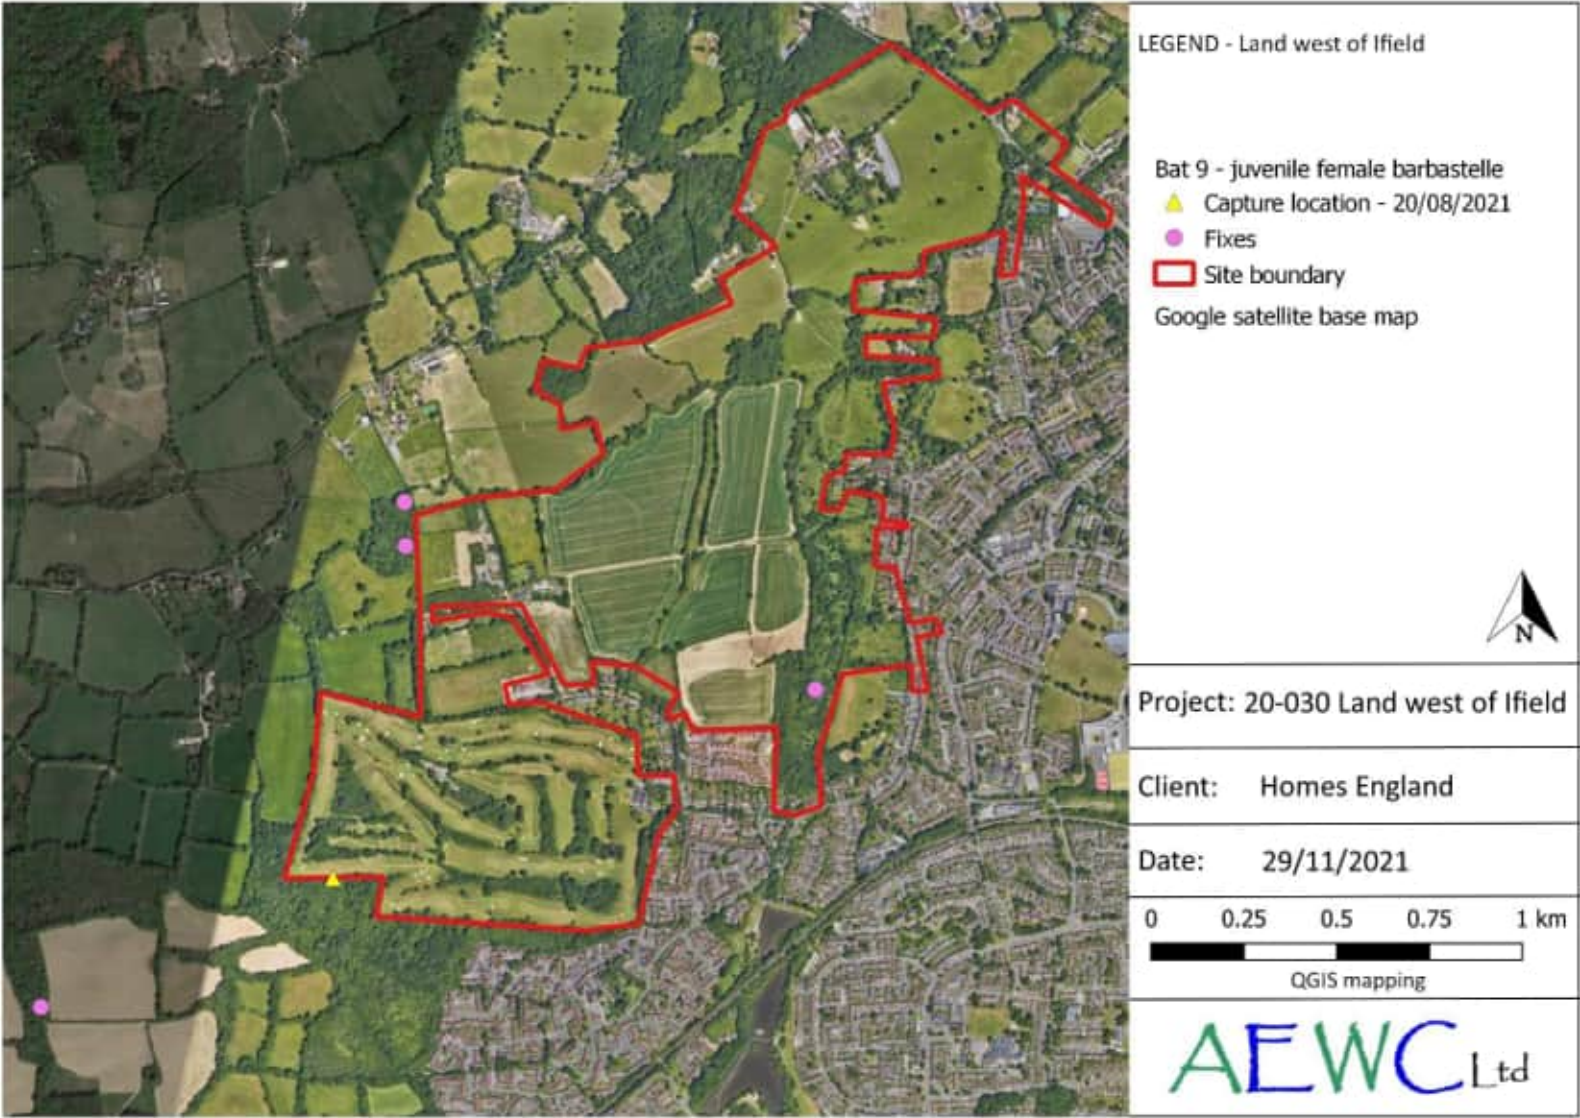 LEGEND - Land west of Ifield
Bat 9 - juvenile female barbastelle
Capture location - 20/08/2021
Fixes
Site boundary
Google satellite base map
N
Project: 20-030 Land west of Ifield
Client: Homes England
Date: 29/11/2021
0 0.25 0.5 0.75 1 km
QGIS mapping
AEWC Ltd